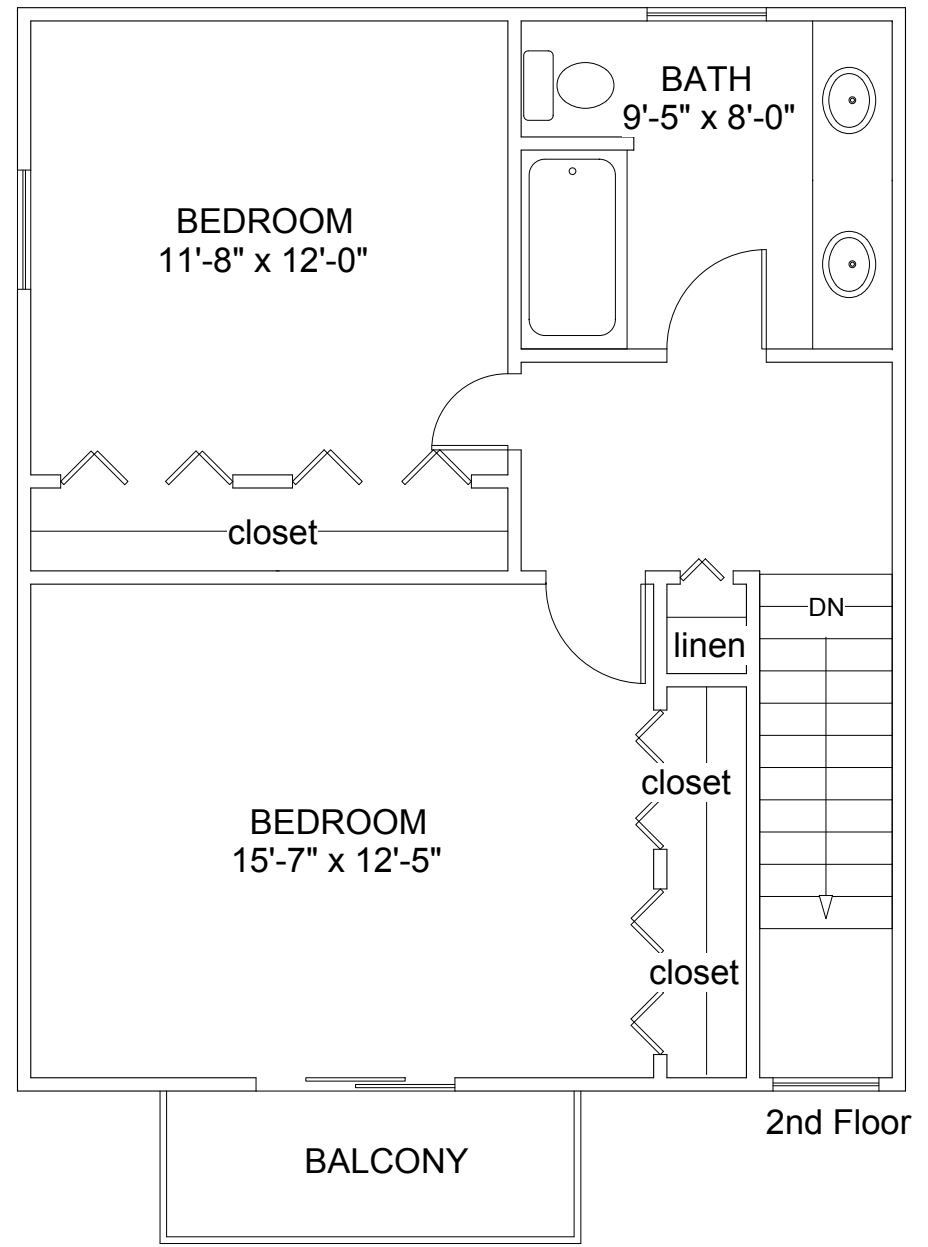 BATH
9'-5" x 8'-0"
BEDROOM
11'-8" x 12'-0"
closet
DN
linen
closet
BEDROOM
15'-7" x 12'-5"
closet
2nd Floor
BALCONY